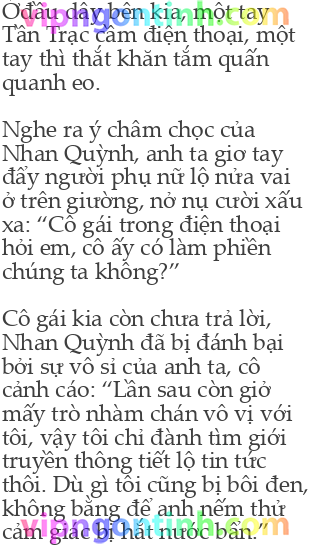 Ở đầu dây bên kia, một tay
Tần Trạc cầm điện thoại, một
tay thì thắt khăn tắm quấn
quanh eo.
Nghe ra ý châm chọc của
Nhan Quỳnh, anh ta giơ tay
đẩy người phụ nữ lộ nửa vai
ở trên giường, nở nụ cười xấu
xa: “Cô gái trong điện thoại
hỏi em, cô ấy có làm phiền
chúng ta không?”
Cô gái kia còn chưa trả lời,
Nhan Quỳnh đã bị đánh bại
bởi sự vô sỉ của anh ta, cô
cảnh cáo: “Lần sau còn giở
mấy trò nhàm chán vô vị với
tôi, vậy tôi chỉ đành tìm giới
truyền thông tiết lộ tin tức
thôi. Dù gì tôi cũng bị bôi đen,
không bằng để anh nếm thử
cảm giác bị hắt nước bẩn.”
vipngontinh.com
vipngontinh.com